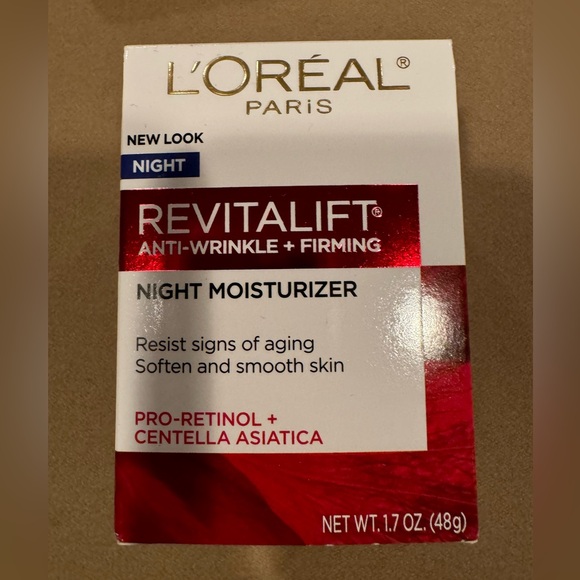 L'ORÉAL®
PARiS
NEW LOOK
NIGHT
REVITALIFT®
ANTI-WRINKLE + FIRMING
NIGHT MOISTURIZER
Resist signs of aging
Soften and smooth skin
PRO-RETINOL +
CENTELLA ASIATICA
NET WT. 1.7 OZ. (48g)